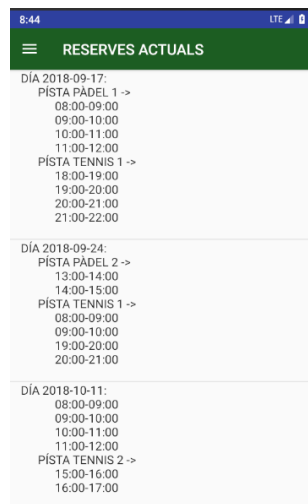 8:44
LTE
RESERVES ACTUALS
DÍA 2018-09-17:
PÍSTA PÀDEL 1 ->
08:00-09:00
09:00-10:00
10:00-11:00
11:00-12:00
PÍSTA TENNIS 1 ->
18:00-19:00
19:00-20:00
20:00-21:00
21:00-22:00
DÍA 2018-09-24:
PÍSTA PÀDEL 2 ->
13:00-14:00
14:00-15:00
PÍSTA TENNIS 1 ->
08:00-09:00
09:00-10:00
19:00-20:00
20:00-21:00
DÍA 2018-10-11:
08:00-09:00
09:00-10:00
10:00-11:00
11:00-12:00
PÍSTA TENNIS 2 ->
15:00-16:00
16:00-17:00